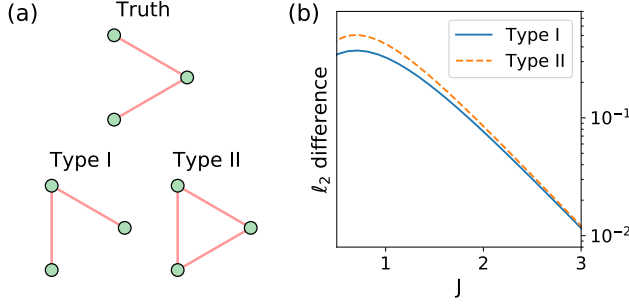 (a)
Truth
Type I
Type II
(b)
Type I
Type II
ℓ₂ difference
10⁻¹
10⁻²
1
2
3
J